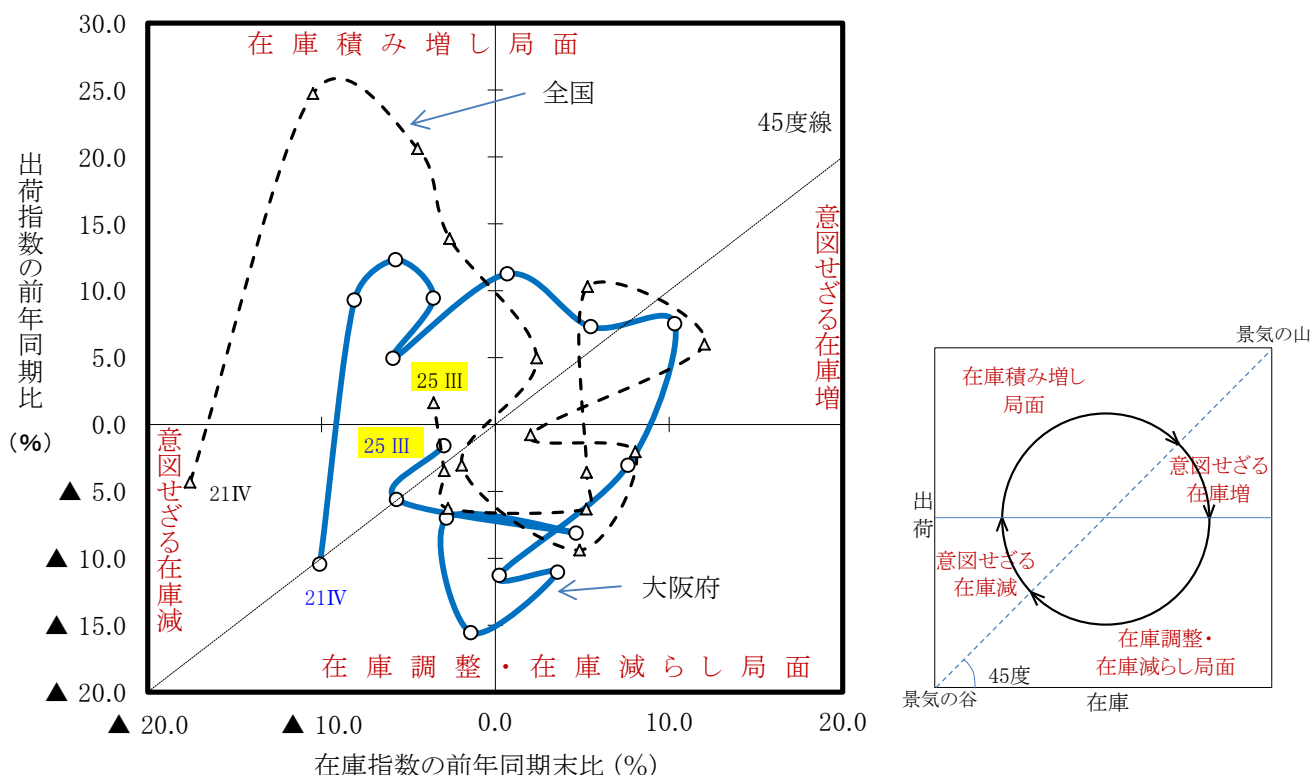 30.0
25.0
20.0
15.0
10.0
5.0
0.0
▲ 5.0
▲ 10.0
▲ 15.0
▲ 20.0
出荷指数の前年同期比
(%)
在庫積み増し局面
全国
45度線
意図せざる在庫増
25Ⅲ
25Ⅲ
意図せざる在庫減
21Ⅳ
21Ⅳ
大阪府
在庫調整・在庫減らし局面
▲ 20.0
▲ 10.0
0.0
10.0
20.0
在庫指数の前年同期末比(%)
景気の山
在庫積み増し
局面
意図せざる
在庫増
出荷
意図せざる
在庫減
在庫調整・
在庫減らし局面
45度
景気の谷
在庫